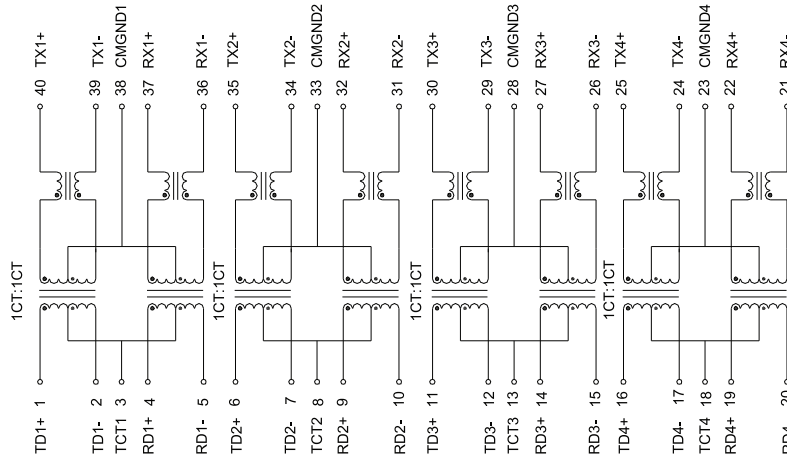 40 TX1+
39 TX1-
38 CMGND1
37 RX1+
36 RX1-
35 TX2+
34 TX2-
33 CMGND2
32 RX2+
31 RX2-
30 TX3+
29 TX3-
28 CMGND3
27 RX3+
26 RX3-
25 TX4+
24 TX4-
23 CMGND4
22 RX4+
21 RX4-
1CT:1CT
1CT:1CT
1CT:1CT
1CT:1CT
TD1+ 1
TD1- 2
TCT1 3
RD1+ 4
RD1- 5
TD2+ 6
TD2- 7
TCT2 8
RD2+ 9
RD2- 10
TD3+ 11
TD3- 12
TCT3 13
RD3+ 14
RD3- 15
TD4+ 16
TD4- 17
TCT4 18
RD4+ 19
RD4- 20